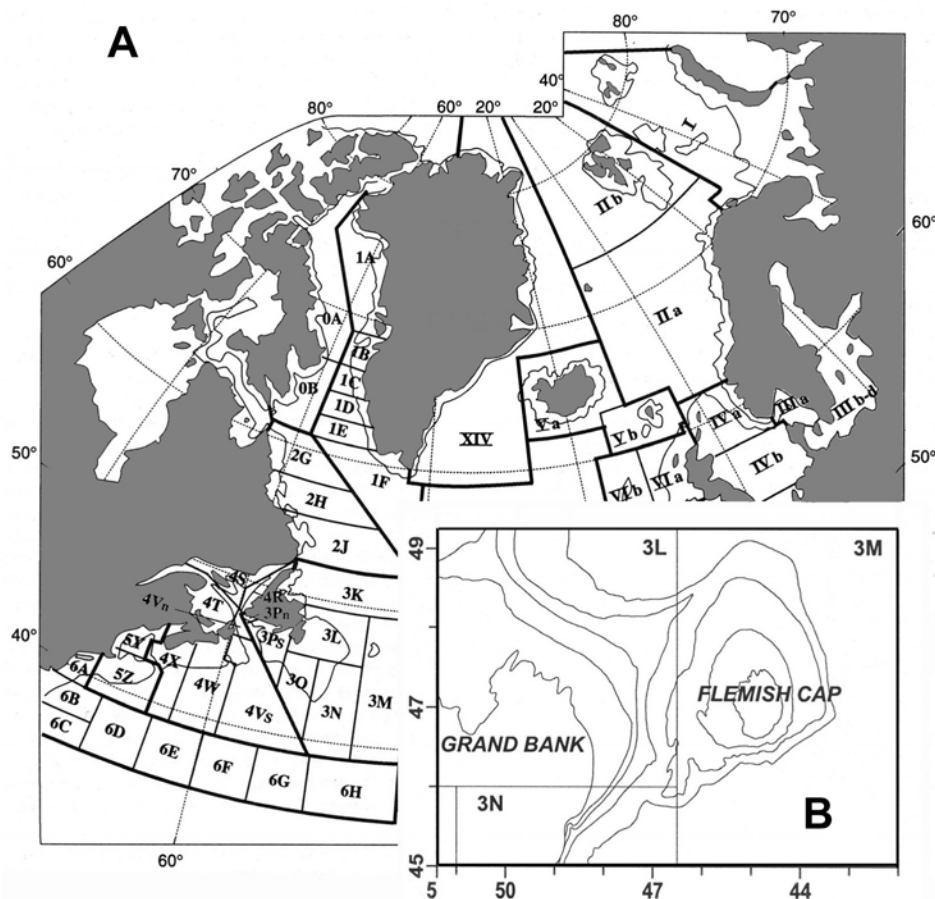 A
80°
70°
40°
80°
60°
20°
20°
I
70°
II.b
60°
60°
1A
II.a
0A
1B
1C
0B
1D
1E
XIV
V.a
V.b
IV.a
III.a
III b-d
50°
50°
2G
1F
VI.b
VI.a
IV.b
2H
2J
4S
4R
3K
4Vn
4T
3Pn
40°
5Y
4X
3Ps
3L
6A
5Z
4W
3O
3N
3M
6B
4Vs
6C
6D
6E
6F
6G
6H
60°
49
3L
3M
47
FLEMISH CAP
GRAND BANK
3N
B
45
5
50
47
44